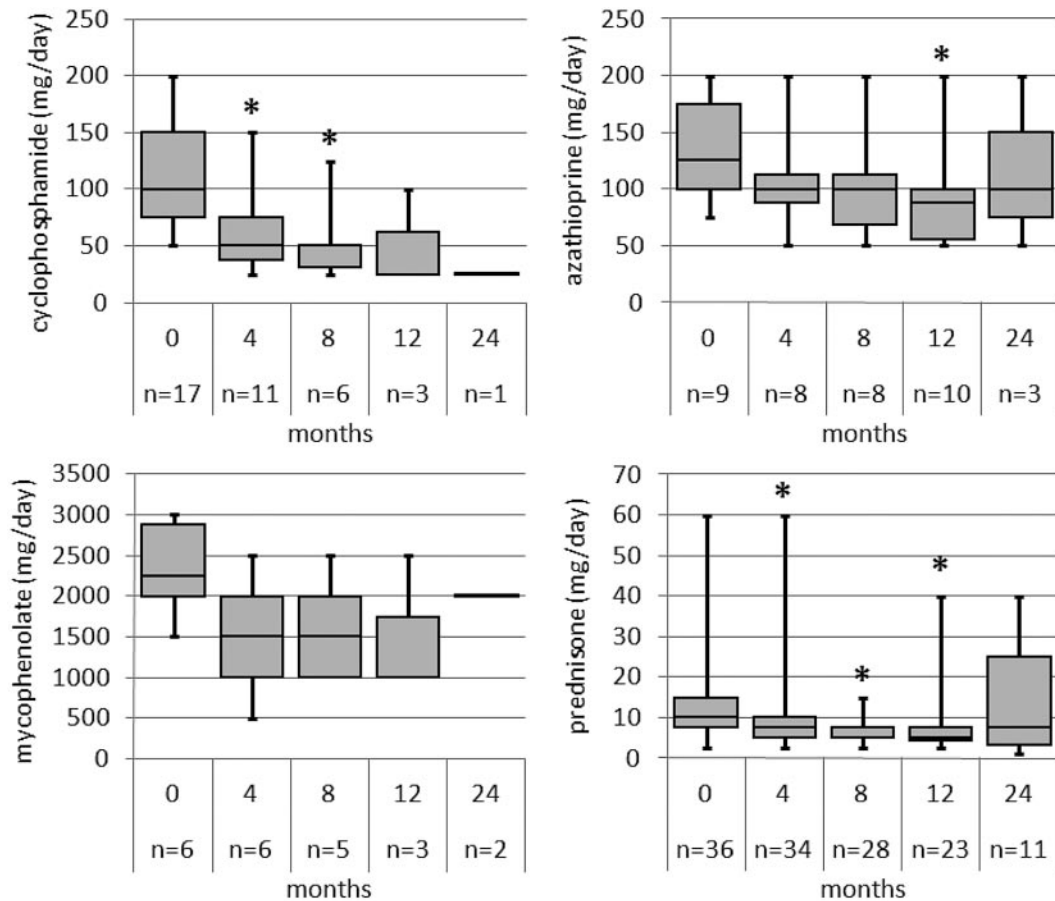 cyclophosphamide (mg/day)
250
200
150
100
50
0
*
*
0 4 8 12 24
n=17 n=11 n=6 n=3 n=1
months
azathioprine (mg/day)
250
200
150
100
50
0
*
0 4 8 12 24
n=9 n=8 n=8 n=10 n=3
months
mycophenolate (mg/day)
3500
3000
2500
2000
1500
1000
500
0
0 4 8 12 24
n=6 n=6 n=5 n=3 n=2
months
prednisone (mg/day)
70
60
50
40
30
20
10
0
*
*
*
0 4 8 12 24
n=36 n=34 n=28 n=23 n=11
months